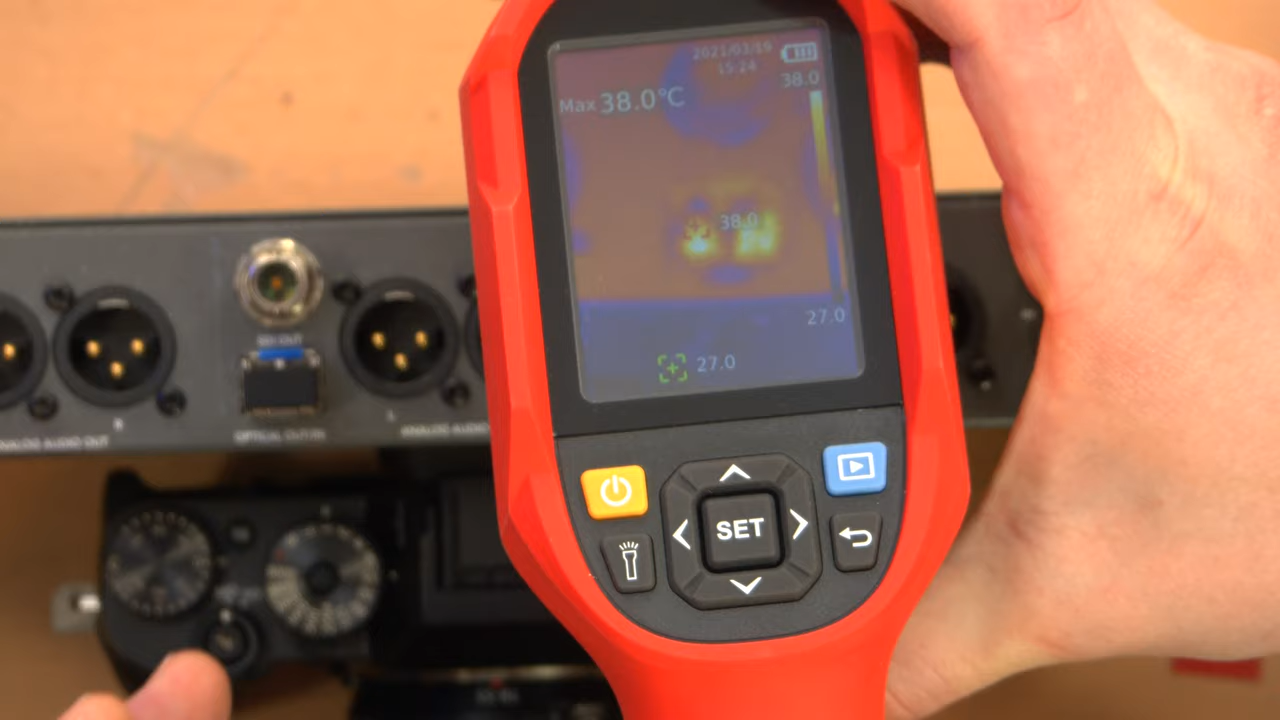 2021/03/19
15:24
38.0
Max 38.0°C
38.0
27.0
27.0
SDI OUT
R
L
ANALOG AUDIO OUT
OPTICAL OUT/IN
ANALOG AUDIO
SET